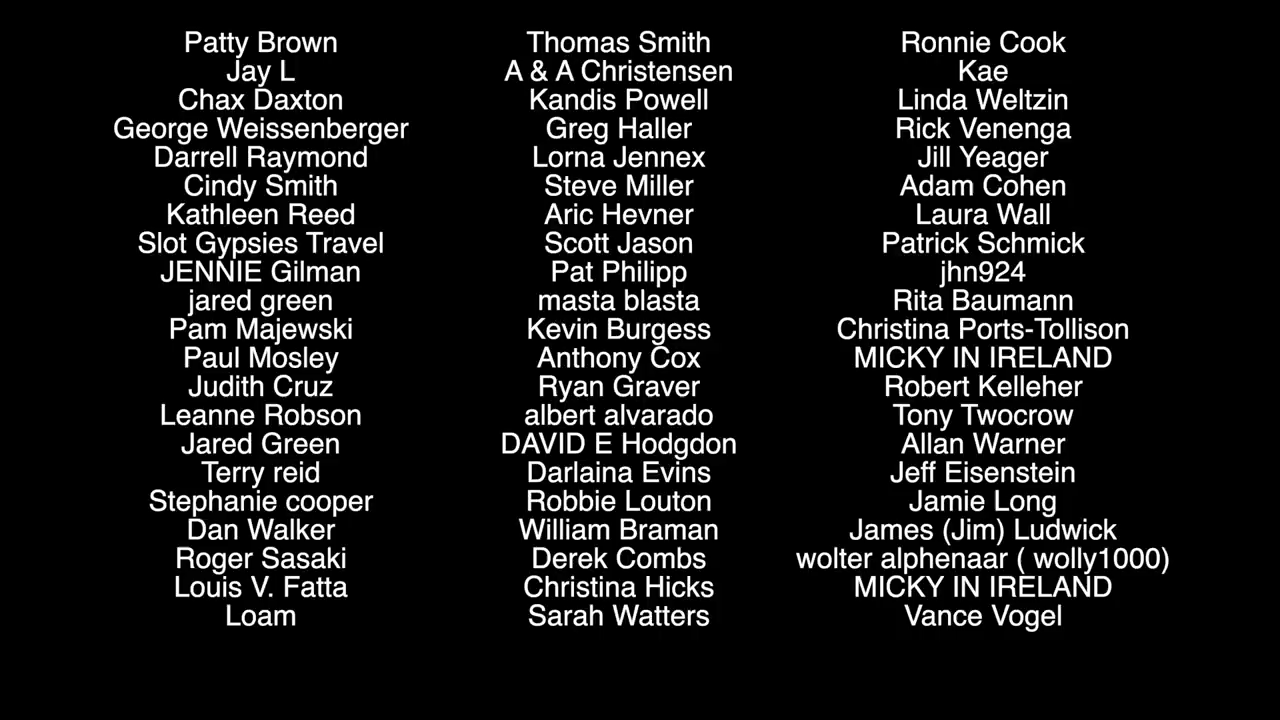 Patty Brown
Jay L
Chax Daxton
George Weissenberger
Darrell Raymond
Cindy Smith
Kathleen Reed
Slot Gypsies Travel
JENNIE Gilman
jared green
Pam Majewski
Paul Mosley
Judith Cruz
Leanne Robson
Jared Green
Terry reid
Stephanie cooper
Dan Walker
Roger Sasaki
Louis V. Fatta
Loam
Thomas Smith
A & A Christensen
Kandis Powell
Greg Haller
Lorna Jennex
Steve Miller
Aric Hevner
Scott Jason
Pat Philipp
masta blasta
Kevin Burgess
Anthony Cox
Ryan Graver
albert alvarado
DAVID E Hodgdon
Darlaina Evins
Robbie Louton
William Braman
Derek Combs
Christina Hicks
Sarah Watters
Ronnie Cook
Kae
Linda Weltzin
Rick Venenga
Jill Yeager
Adam Cohen
Laura Wall
Patrick Schmick
jhn924
Rita Baumann
Christina Ports-Tollison
MICKY IN IRELAND
Robert Kelleher
Tony Twocrow
Allan Warner
Jeff Eisenstein
Jamie Long
James (Jim) Ludwick
wolter alphenaar ( wolly1000)
MICKY IN IRELAND
Vance Vogel